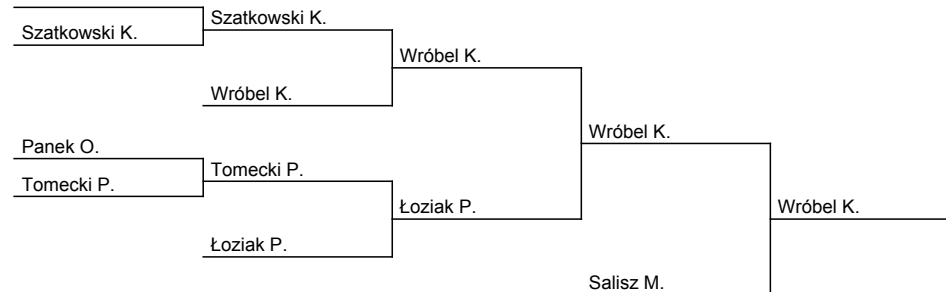 Szatkowski K.
Szatkowski K.
Wróbel K.
Wróbel K.
Wróbel K.
Panek O.
Tomecki P.
Tomecki P.
Łoziak P.
Wróbel K.
Łoziak P.
Salisz M.